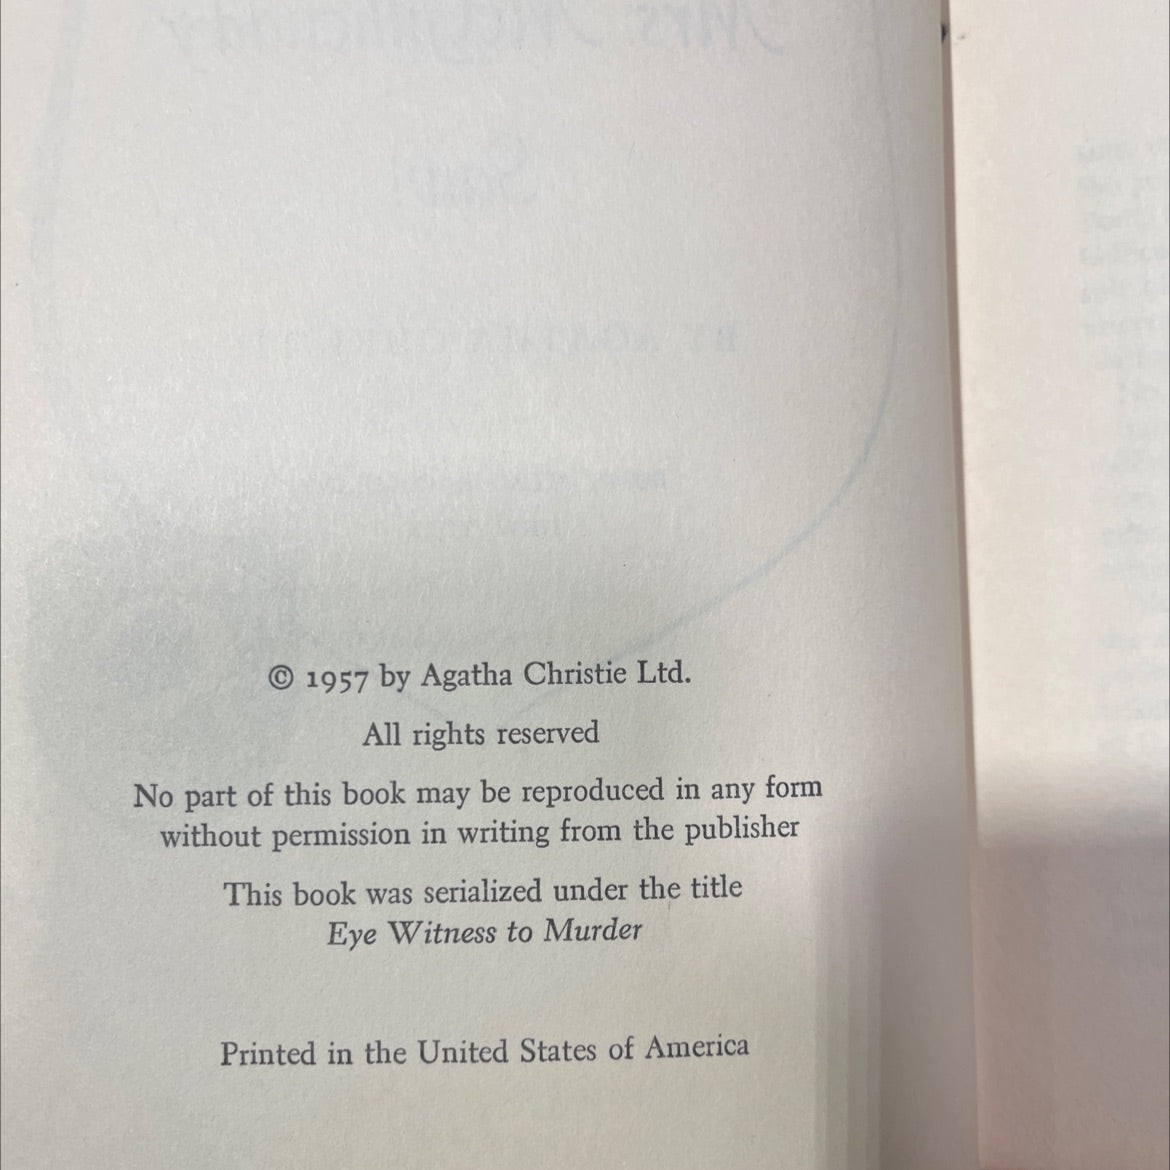 © 1957 by Agatha Christie Ltd.
All rights reserved
No part of this book may be reproduced in any form
without permission in writing from the publisher
This book was serialized under the title
Eye Witness to Murder
Printed in the United States of America